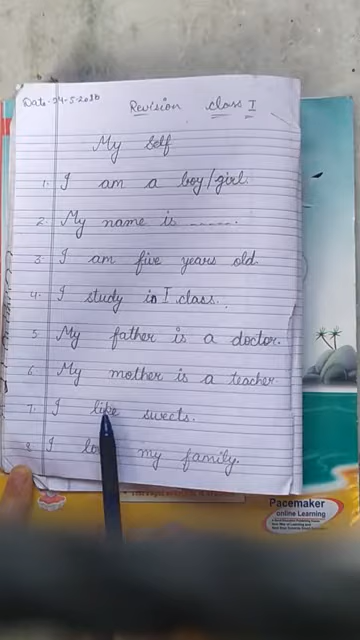 Date-24-5-2020
Revision class I
My Self
1. I am a boy/girl.
2. My name is -----.
3. I am five years old.
4. I study in I class.
5. My father is a doctor.
6. My mother is a teacher.
7. I like sweets.
8. I lo my family.
Pacemaker
online Learning